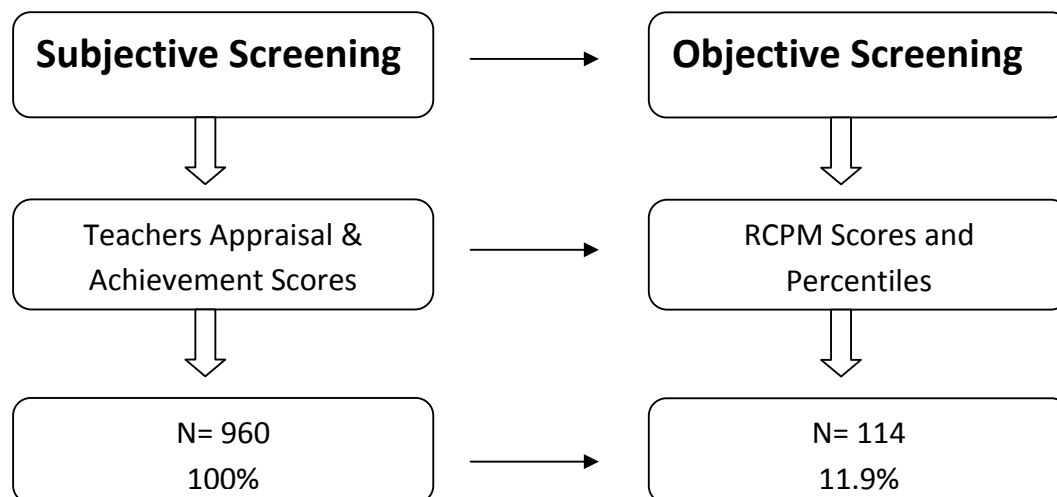 Subjective Screening
Objective Screening
Teachers Appraisal &
Achievement Scores
RCPM Scores and
Percentiles
N= 960
100%
N= 114
11.9%